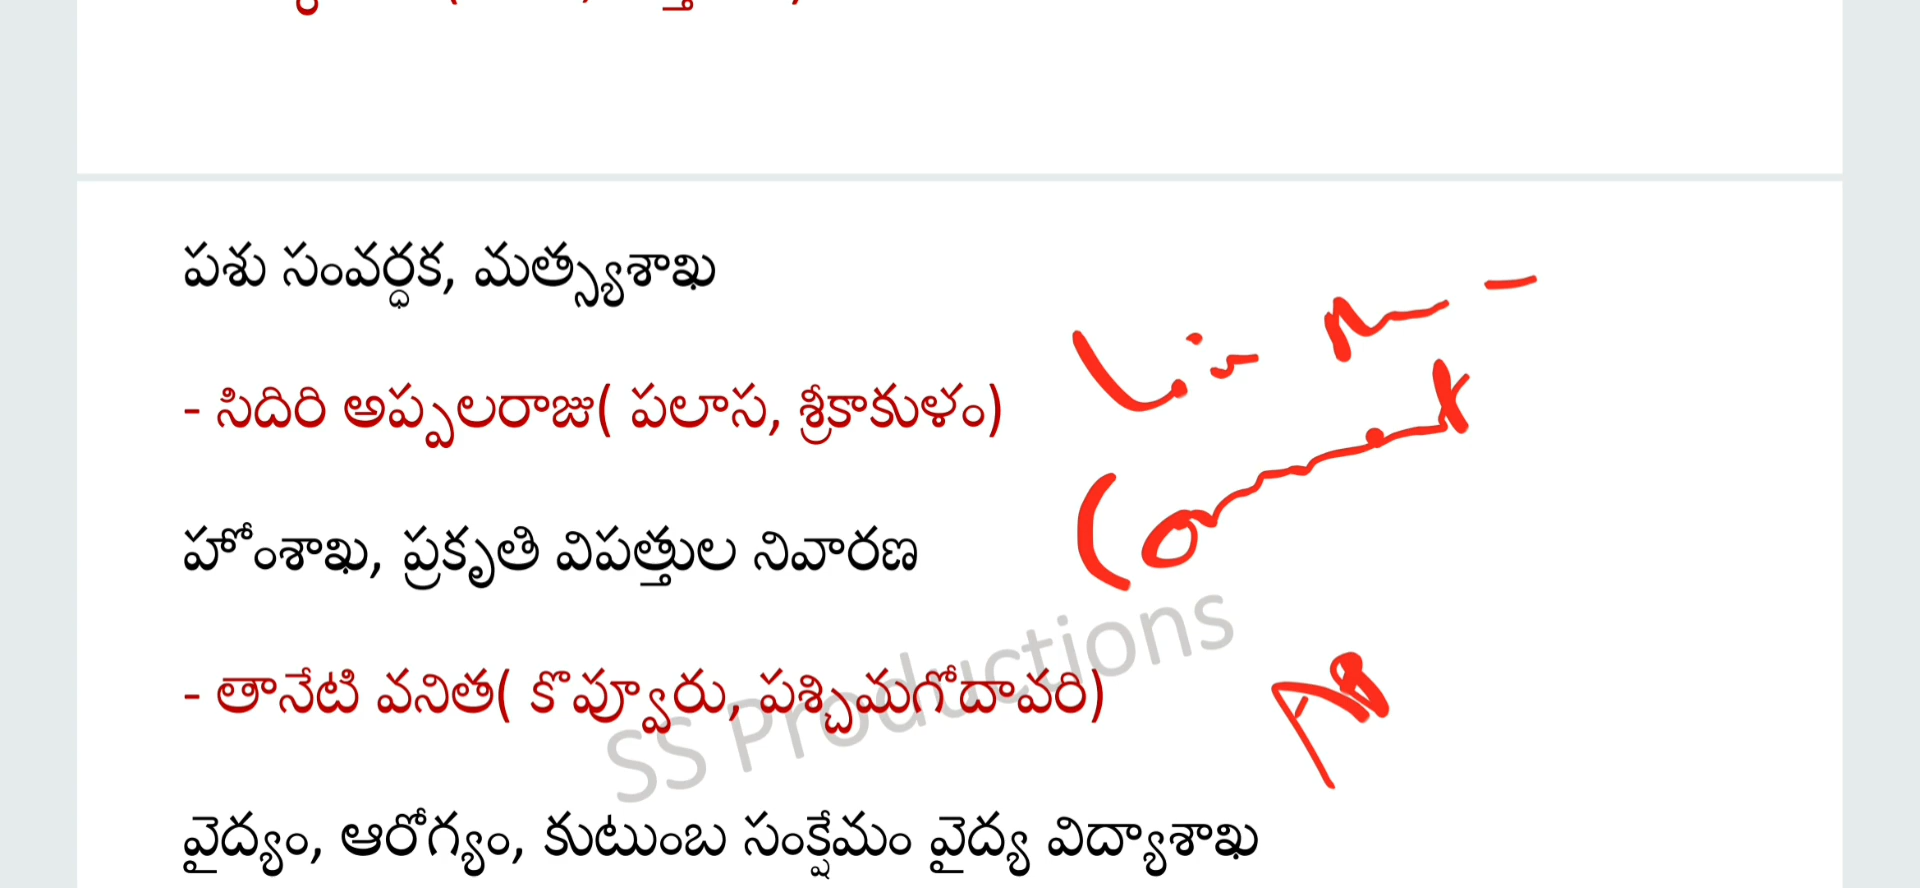 పశు సంవర్ధక, మత్స్యశాఖ
- సిదిరి అప్పలరాజు( పలాస, శ్రీకాకుళం)
హోంశాఖ, ప్రకృతి విపత్తుల నివారణ
- తానేటి వనిత( కొవ్వూరు, పశ్చిమగోదావరి)
SS Productions
వైద్యం, ఆరోగ్యం, కుటుంబ సంక్షేమం వైద్య విద్యాశాఖ